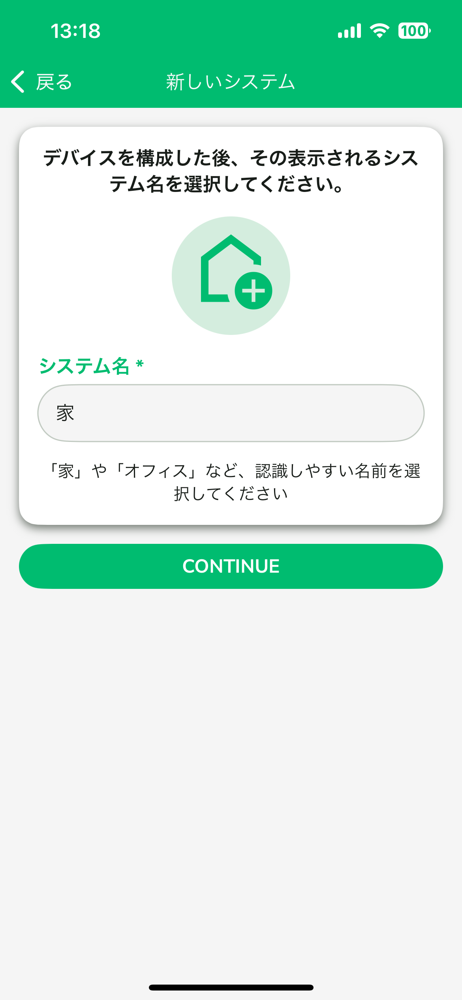 13:18
100
戻る
新しいシステム
デバイスを構成した後、その表示されるシス
テム名を選択してください。
システム名 *
家
「家」や「オフィス」など、認識しやすい名前を選
択してください
CONTINUE